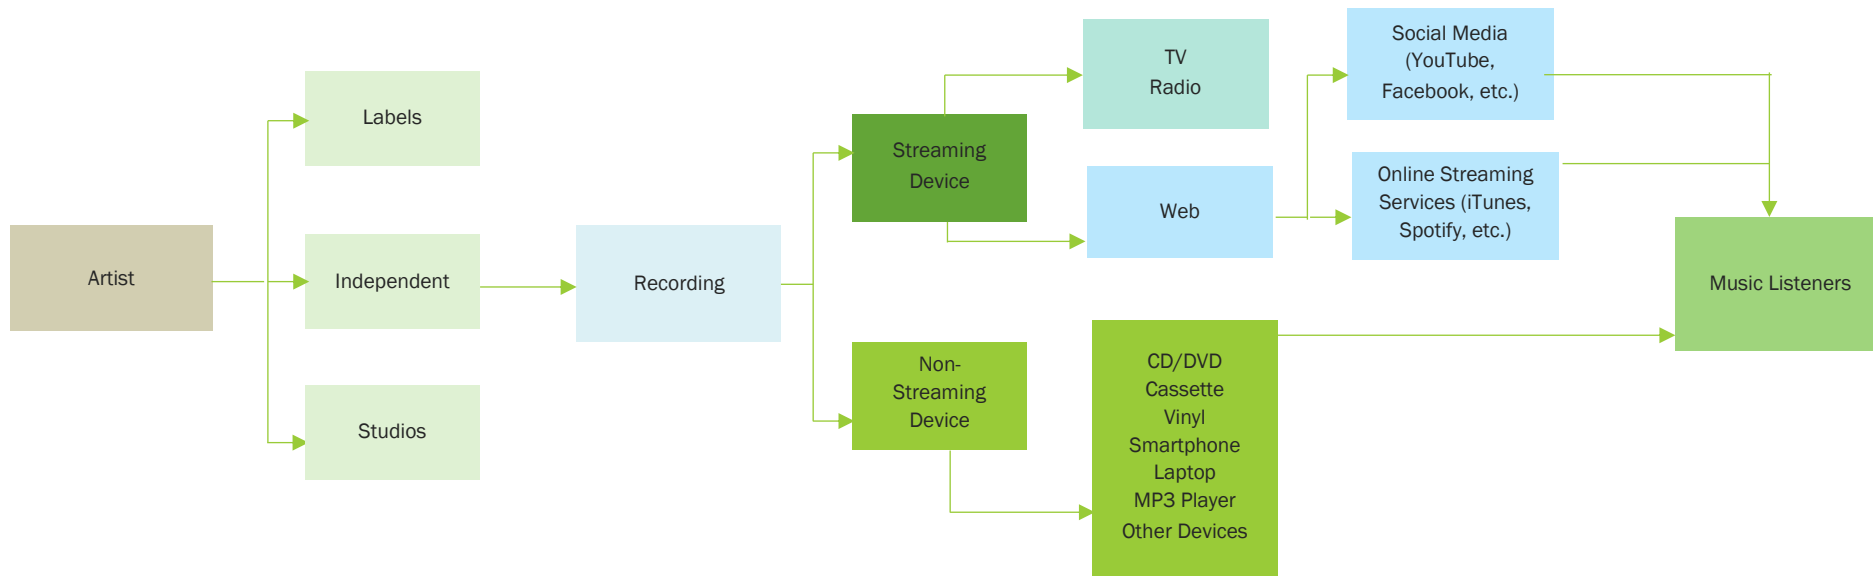 Artist
Labels
Independent
Studios
Recording
Streaming
Device
Non-
Streaming
Device
TV
Radio
Web
CD/DVD
Cassette
Vinyl
Smartphone
Laptop
MP3 Player
Other Devices
Social Media
(YouTube,
Facebook, etc.)
Online Streaming
Services (iTunes,
Spotify, etc.)
Music Listeners